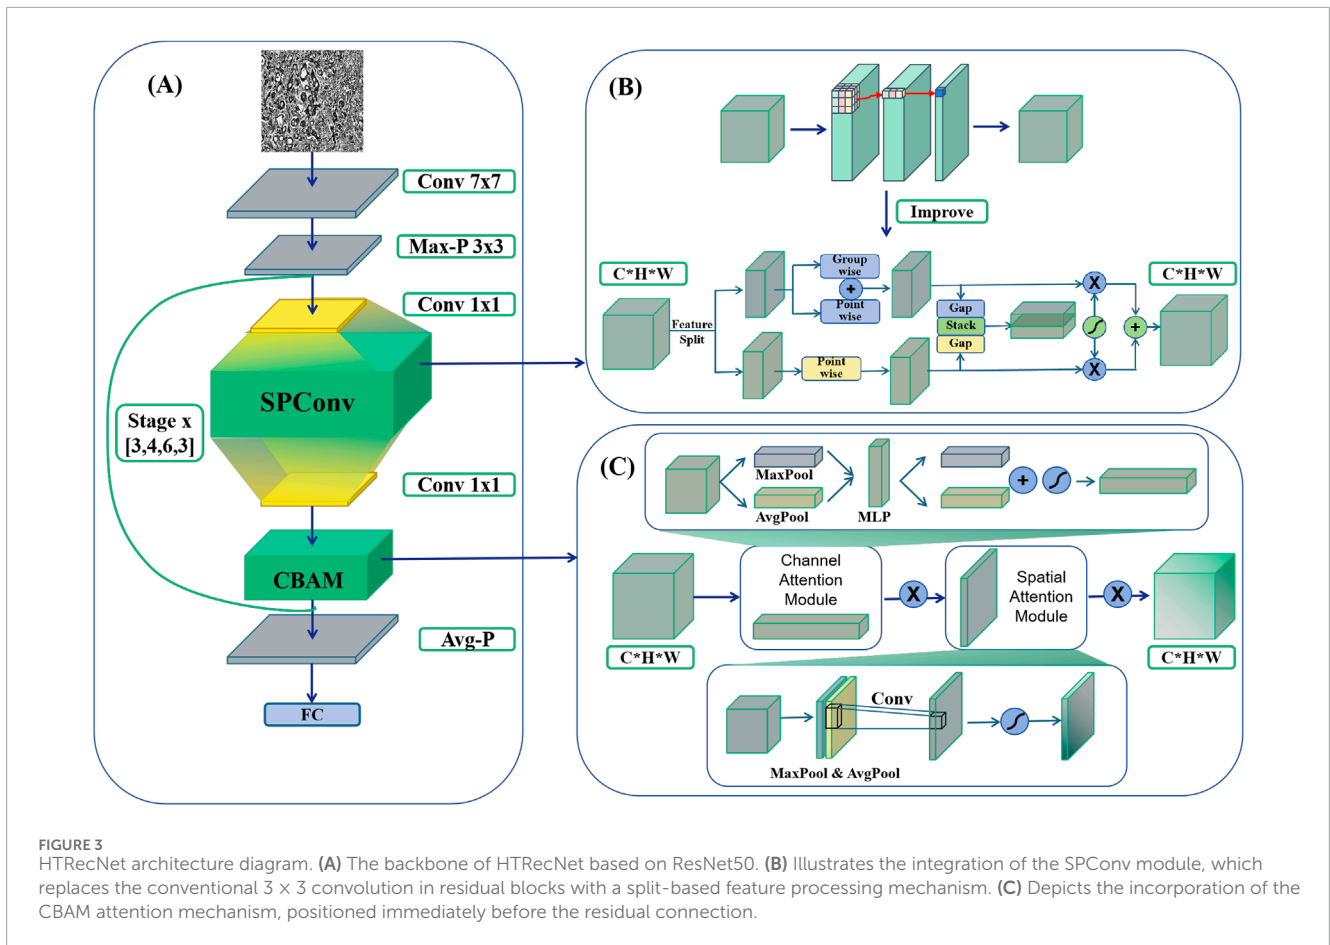 (A)
Conv 7x7
Max-P 3x3
Conv 1x1
SPConv
Stage x
[3,4,6,3]
Conv 1x1
CBAM
Avg-P
FC
(B)
Improve
C*H*W
Feature
Split
Group
wise
+
Point
wise
Point
wise
Gap
Stack
Gap
X
X
+
C*H*W
(C)
MaxPool
AvgPool
MLP
+
C*H*W
Channel
Attention
Module
X
Spatial
Attention
Module
X
C*H*W
Conv
MaxPool & AvgPool
FIGURE 3
HTRecNet architecture diagram. (A) The backbone of HTRecNet based on ResNet50. (B) Illustrates the integration of the SPConv module, which
replaces the conventional 3 × 3 convolution in residual blocks with a split-based feature processing mechanism. (C) Depicts the incorporation of the
CBAM attention mechanism, positioned immediately before the residual connection.